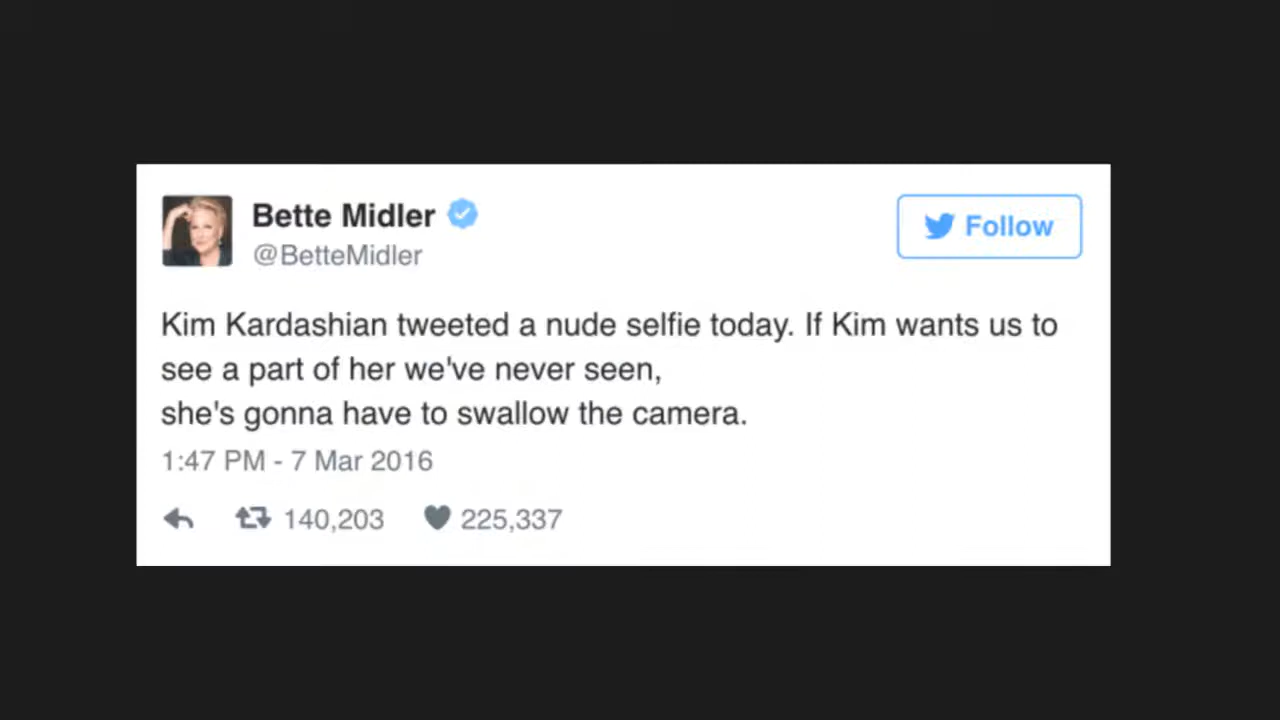 Bette Midler
@BetteMidler
Follow
Kim Kardashian tweeted a nude selfie today. If Kim wants us to
see a part of her we've never seen,
she's gonna have to swallow the camera.
1:47 PM - 7 Mar 2016
140,203 225,337